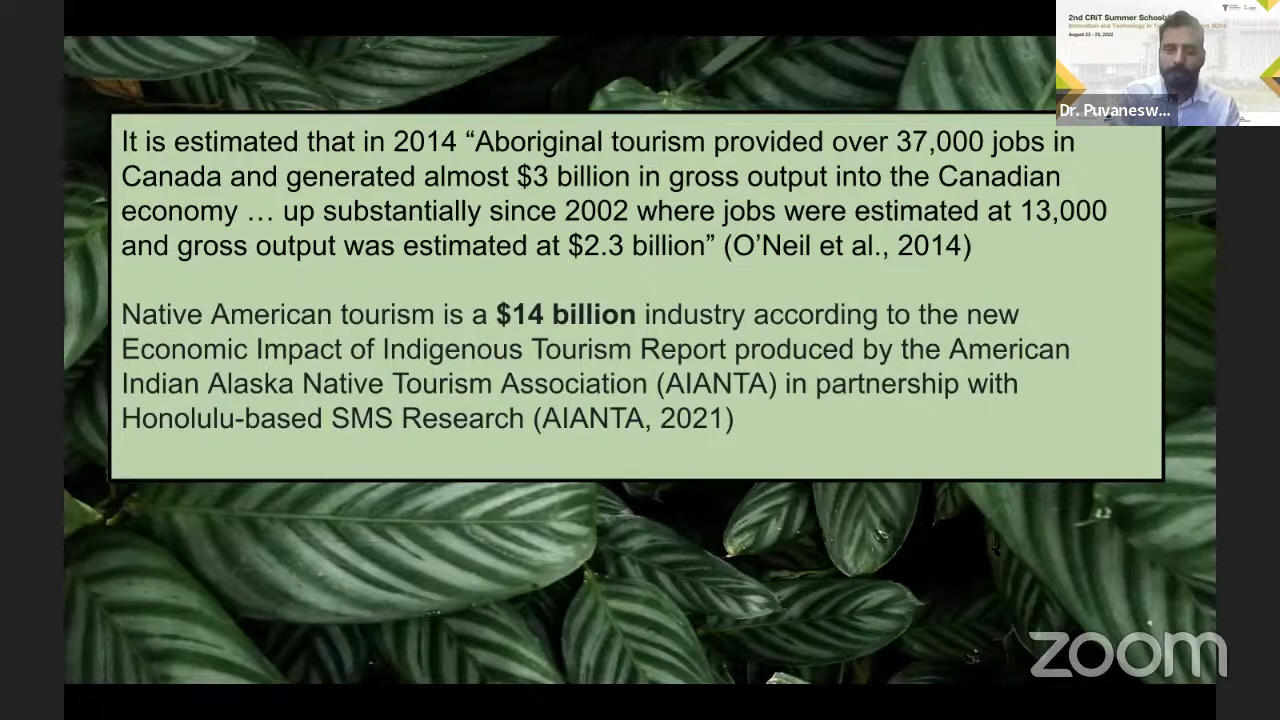 2nd CRiT Summer School
August 23 - 25, 2022
Dr. Puvanesw...
It is estimated that in 2014 “Aboriginal tourism provided over 37,000 jobs in
Canada and generated almost $3 billion in gross output into the Canadian
economy … up substantially since 2002 where jobs were estimated at 13,000
and gross output was estimated at $2.3 billion” (O’Neil et al., 2014)
Native American tourism is a $14 billion industry according to the new
Economic Impact of Indigenous Tourism Report produced by the American
Indian Alaska Native Tourism Association (AIANTA) in partnership with
Honolulu-based SMS Research (AIANTA, 2021)
zoom